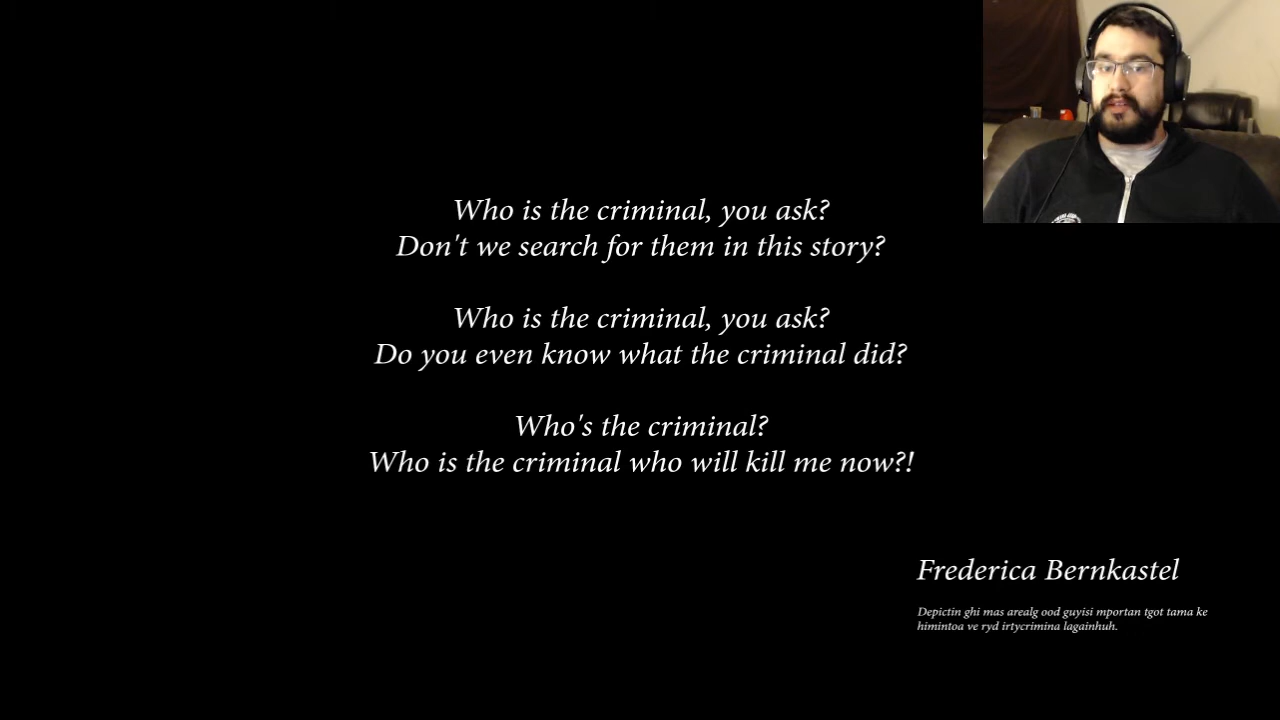 Who is the criminal, you ask?
Don't we search for them in this story?
Who is the criminal, you ask?
Do you even know what the criminal did?
Who's the criminal?
Who is the criminal who will kill me now?!
Frederica Bernkastel
Depictin ghi mas arealg ood guyisi mportan tgot tama ke
himintoa ve ryd irtycrimina lagainhuh.